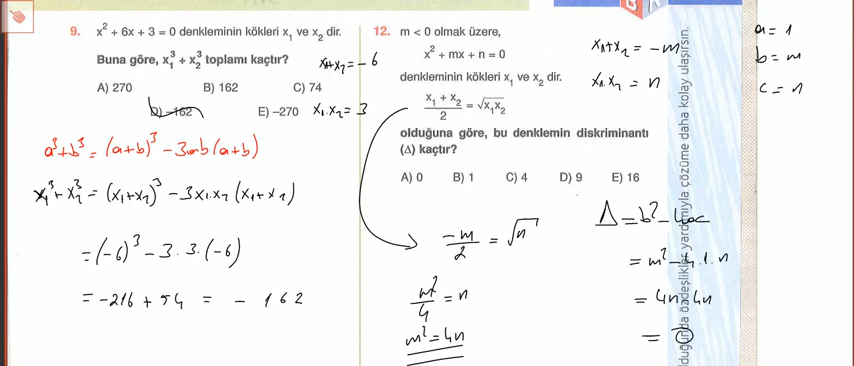 9. x² + 6x + 3 = 0 denkleminin kökleri x₁ ve x₂ dir.
Buna göre, x₁³ + x₂³ toplamı kaçtır?
x₁+x₂ = -6
A) 270 B) 162 C) 74
D) -162 E) -270
x₁.x₂ = 3
a³+b³ = (a+b)³ - 3ab(a+b)
x₁³+x₂³ = (x₁+x₂)³ - 3x₁.x₂ (x₁+x₂)
= (-6)³ - 3.3.(-6)
= -216 + 54 = - 162
12. m < 0 olmak üzere,
x² + mx + n = 0
denkleminin kökleri x₁ ve x₂ dir.
(x₁ + x₂)/2 = √(x₁x₂)
olduğuna göre, bu denklemin diskriminantı
(Δ) kaçtır?
A) 0 B) 1 C) 4 D) 9 E) 16
x₁+x₂ = -m
x₁.x₂ = n
-m/2 = √n
m²/4 = n
m² = 4n
Δ = b² - 4ac
= m² - 4.1.n
= 4n - 4n
= 0
a = 1
b = m
c = n
özdeşlikler yardımıyla çözüme daha kolay ulaşırsın.